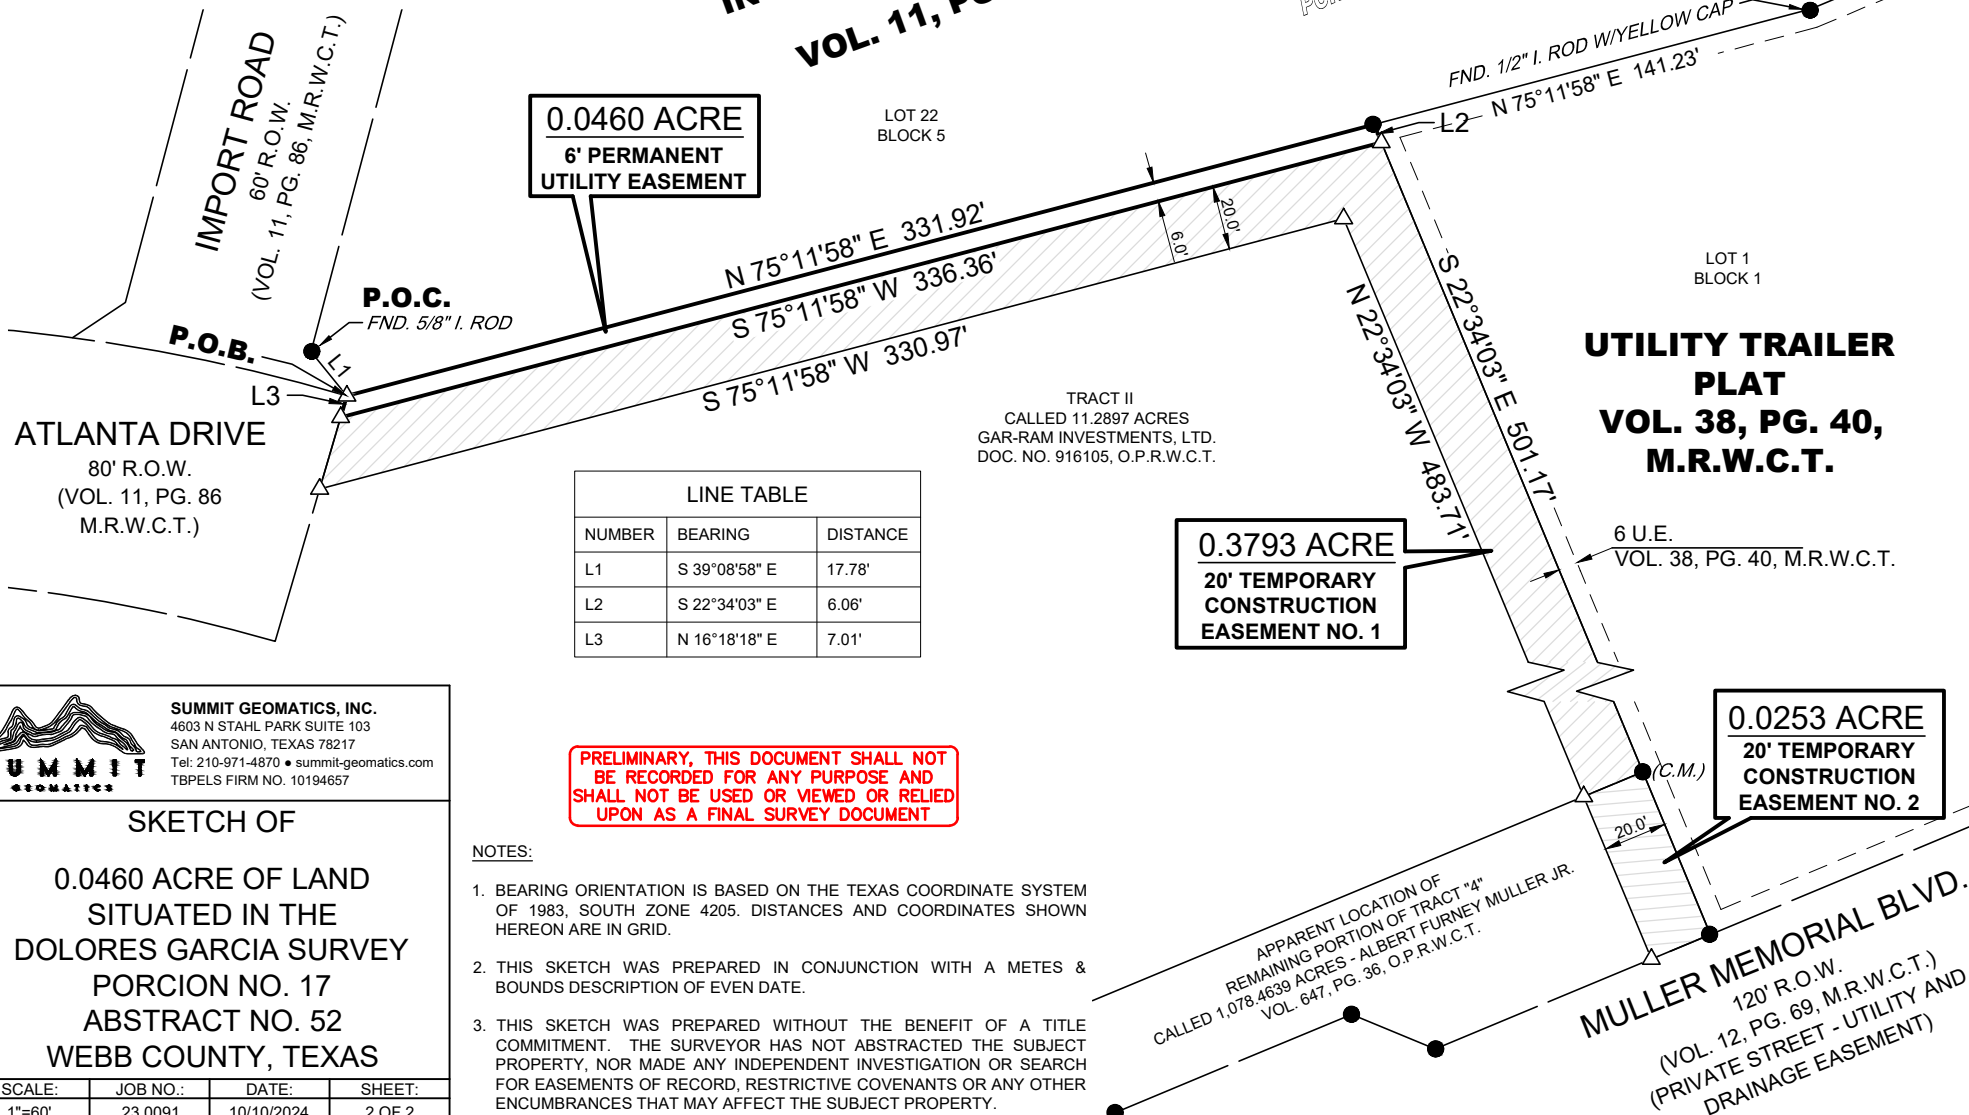 VOL. 11,
IMPORT ROAD
60' R.O.W.
(VOL. 11, PG. 86, M.R.W.C.T.)
0.0460 ACRE
6' PERMANENT
UTILITY EASEMENT
LOT 22
BLOCK 5
FND. 1/2" I. ROD W/YELLOW CAP
N 75°11'58" E 141.23'
L2
N 75°11'58" E 331.92'
S 75°11'58" W 336.36'
S 75°11'58" W 330.97'
6.0'
20.0'
P.O.C.
FND. 5/8" I. ROD
P.O.B.
L1
L3
ATLANTA DRIVE
80' R.O.W.
(VOL. 11, PG. 86
M.R.W.C.T.)
TRACT II
CALLED 11.2897 ACRES
GAR-RAM INVESTMENTS, LTD.
DOC. NO. 916105, O.P.R.W.C.T.
N 22°34'03" W 483.71'
S 22°34'03" E 501.17'
LOT 1
BLOCK 1
UTILITY TRAILER
PLAT
VOL. 38, PG. 40,
M.R.W.C.T.
6 U.E.
VOL. 38, PG. 40, M.R.W.C.T.
LINE TABLE
NUMBER BEARING DISTANCE
L1 S 39°08'58" E 17.78'
L2 S 22°34'03" E 6.06'
L3 N 16°18'18" E 7.01'
0.3793 ACRE
20' TEMPORARY
CONSTRUCTION
EASEMENT NO. 1
0.0253 ACRE
20' TEMPORARY
CONSTRUCTION
EASEMENT NO. 2
(C.M.)
20.0'
UMMIT
GEOMATICS
SUMMIT GEOMATICS, INC.
4603 N STAHL PARK SUITE 103
SAN ANTONIO, TEXAS 78217
Tel: 210-971-4870 ● summit-geomatics.com
TBPELS FIRM NO. 10194657
SKETCH OF
0.0460 ACRE OF LAND
SITUATED IN THE
DOLORES GARCIA SURVEY
PORCION NO. 17
ABSTRACT NO. 52
WEBB COUNTY, TEXAS
SCALE: JOB NO.: DATE: SHEET:
1"=60' 23.0091 10/10/2024 2 OF 2
PRELIMINARY, THIS DOCUMENT SHALL NOT
BE RECORDED FOR ANY PURPOSE AND
SHALL NOT BE USED OR VIEWED OR RELIED
UPON AS A FINAL SURVEY DOCUMENT
NOTES:
1. BEARING ORIENTATION IS BASED ON THE TEXAS COORDINATE SYSTEM
OF 1983, SOUTH ZONE 4205. DISTANCES AND COORDINATES SHOWN
HEREON ARE IN GRID.
2. THIS SKETCH WAS PREPARED IN CONJUNCTION WITH A METES &
BOUNDS DESCRIPTION OF EVEN DATE.
3. THIS SKETCH WAS PREPARED WITHOUT THE BENEFIT OF A TITLE
COMMITMENT. THE SURVEYOR HAS NOT ABSTRACTED THE SUBJECT
PROPERTY, NOR MADE ANY INDEPENDENT INVESTIGATION OR SEARCH
FOR EASEMENTS OF RECORD, RESTRICTIVE COVENANTS OR ANY OTHER
ENCUMBRANCES THAT MAY AFFECT THE SUBJECT PROPERTY.
APPARENT LOCATION OF
REMAINING PORTION OF TRACT "4"
CALLED 1,078.4639 ACRES - ALBERT FURNEY MULLER JR.
VOL. 647, PG. 36, O.P.R.W.C.T.
MULLER MEMORIAL BLVD.
120' R.O.W.
(VOL. 12, PG. 69, M.R.W.C.T.)
(PRIVATE STREET - UTILITY AND
DRAINAGE EASEMENT)